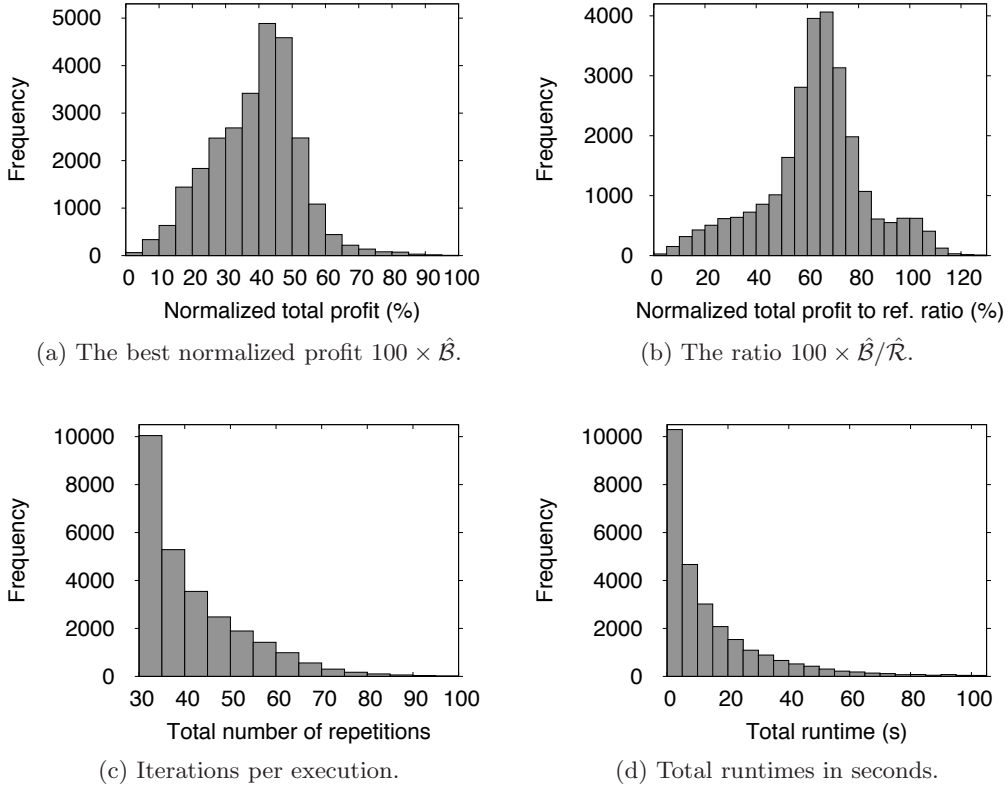 5000
4000
3000
2000
1000
0
Frequency
0 10 20 30 40 50 60 70 80 90 100
Normalized total profit (%)
(a) The best normalized profit 100 × B̂.
4000
3000
2000
1000
0
Frequency
0 20 40 60 80 100 120
Normalized total profit to ref. ratio (%)
(b) The ratio 100 × B̂/R̂.
10000
8000
6000
4000
2000
0
Frequency
30 40 50 60 70 80 90 100
Total number of repetitions
(c) Iterations per execution.
10000
8000
6000
4000
2000
0
Frequency
0 20 40 60 80 100
Total runtime (s)
(d) Total runtimes in seconds.